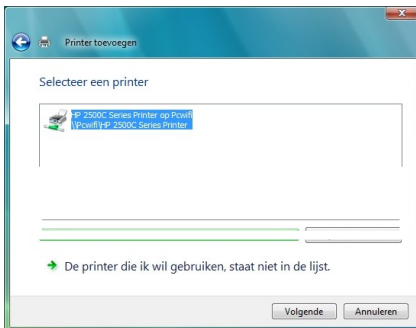 Printer toevoegen
Selecteer een printer
HP 2500C Series Printer op Pcwifi
\\Pcwifi\HP 2500C Series Printer
De printer die ik wil gebruiken, staat niet in de lijst.
Volgende
Annuleren